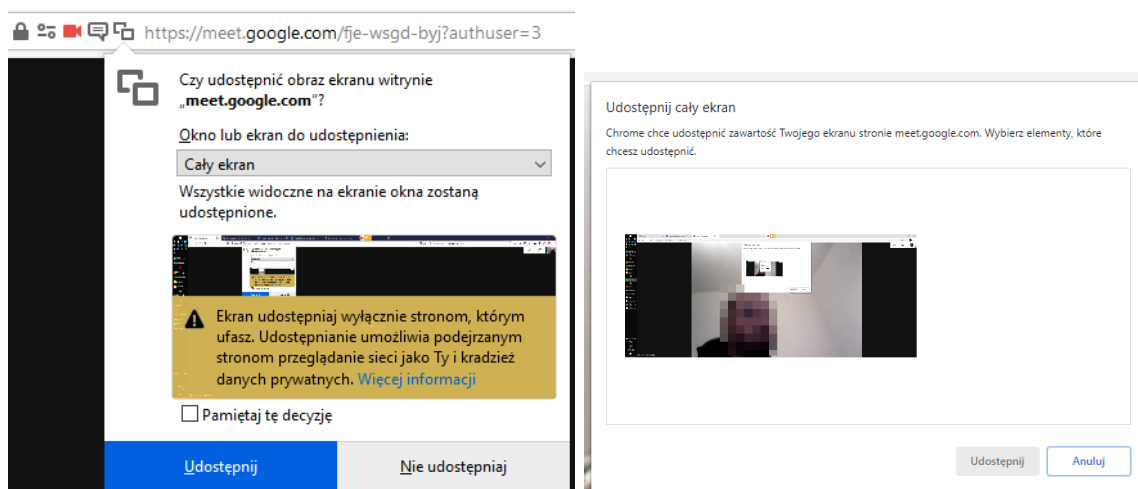 https://meet.google.com/fje-wsgd-byj?authuser=3
Czy udostępnić obraz ekranu witrynie
„meet.google.com”?
Okno lub ekran do udostępnienia:
Cały ekran
Wszystkie widoczne na ekranie okna zostaną
udostępnione.
Ekran udostępniaj wyłącznie stronom, którym
ufasz. Udostępnianie umożliwia podejrzanym
stronom przeglądanie sieci jako Ty i kradzież
danych prywatnych. Więcej informacji
Pamiętaj tę decyzję
Udostępnij
Nie udostępniaj
Udostępnij cały ekran
Chrome chce udostępnić zawartość Twojego ekranu stronie meet.google.com. Wybierz elementy, które
chcesz udostępnić.
Udostępnij
Anuluj